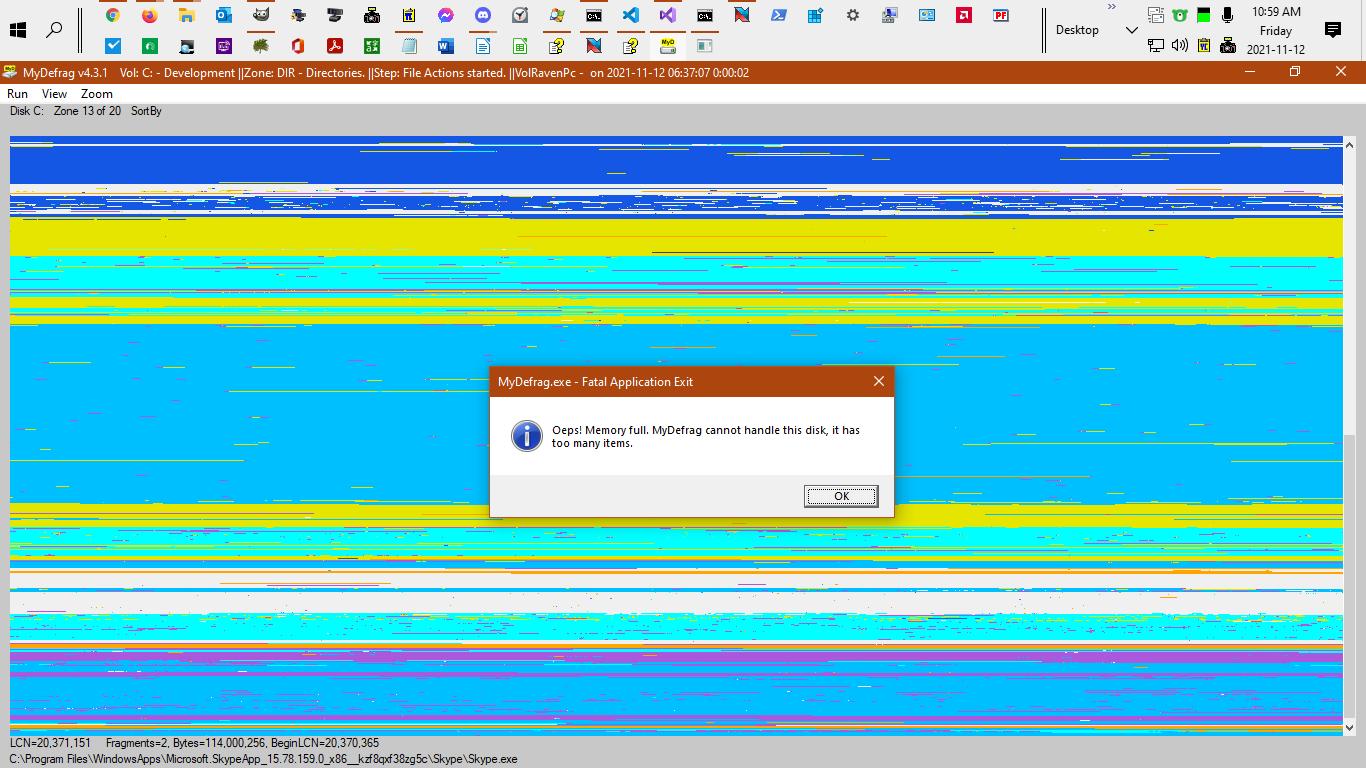 10:59 AM
Desktop
Friday
2021-11-12
MyDefrag v4.3.1 Vol: C: - Development ||Zone: DIR - Directories. ||Step: File Actions started. ||VolRavenPc - on 2021-11-12 06:37:07 0:00:02
Run View Zoom
Disk C: Zone 13 of 20 SortBy
MyDefrag.exe - Fatal Application Exit
Oeps! Memory full. MyDefrag cannot handle this disk, it has
too many items.
OK
LCN=20,371,151 Fragments=2, Bytes=114,000,256, BeginLCN=20,370,365
C:\Program Files\WindowsApps\Microsoft.SkypeApp_15.78.159.0_x86__kzf8qxf38zg5c\Skype\Skype.exe